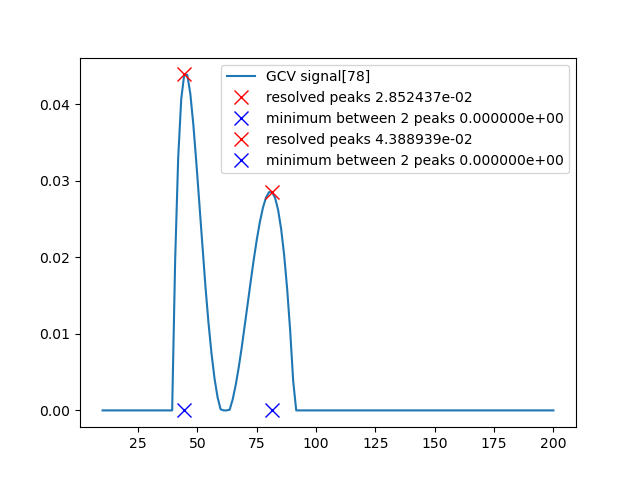 GCV signal[78]
resolved peaks 2.852437e-02
minimum between 2 peaks 0.000000e+00
resolved peaks 4.388939e-02
minimum between 2 peaks 0.000000e+00
0.04
0.03
0.02
0.01
0.00
25 50 75 100 125 150 175 200